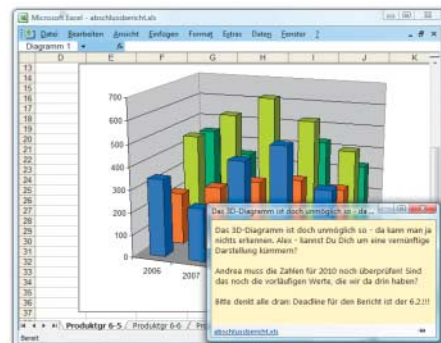 Microsoft Excel - abschlussbericht.xls
Datei Bearbeiten Ansicht Einfügen Format Extras Daten Fenster ?
Diagramm 1
D E F G H I J K
13
14
15
16
17
18
19
20
21
22
23
24
25
26
27
28
29
30
31
32
33
34
35
36
37
700
600
500
400
300
200
100
0
2006 2007
Das 3D-Diagramm ist doch unmöglich so - da ...
Das 3D-Diagramm ist doch unmöglich so - da kann man ja
nichts erkennen. Alex - kannst Du Dich um eine vernünftige
Darstellung kümmern?
Andrea muss die Zahlen für 2010 noch überprüfen! Sind
das noch die vorläufigen Werte, die wir da drin haben?
Bitte denkt alle dran: Deadline für den Bericht ist der 6.2.!!!
abschlussbericht.xls
Produktgr 6-5 / Produktgr 6-6 /
Bereit